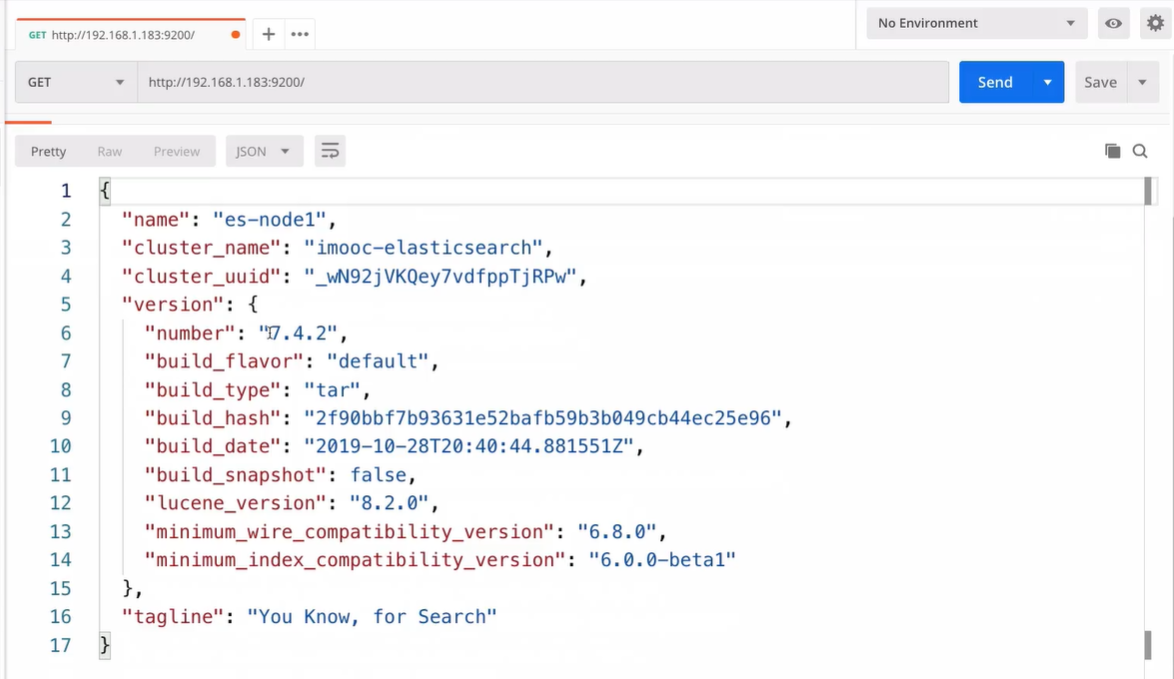 GET http://192.168.1.183:9200/
No Environment
GET http://192.168.1.183:9200/ Send Save
Pretty Raw Preview JSON
1 {
2 "name": "es-node1",
3 "cluster_name": "imooc-elasticsearch",
4 "cluster_uuid": "_wN92jVKQey7vdfppTjRPw",
5 "version": {
6 "number": "7.4.2",
7 "build_flavor": "default",
8 "build_type": "tar",
9 "build_hash": "2f90bbf7b93631e52bafb59b3b049cb44ec25e96",
10 "build_date": "2019-10-28T20:40:44.881551Z",
11 "build_snapshot": false,
12 "lucene_version": "8.2.0",
13 "minimum_wire_compatibility_version": "6.8.0",
14 "minimum_index_compatibility_version": "6.0.0-beta1"
15 },
16 "tagline": "You Know, for Search"
17 }